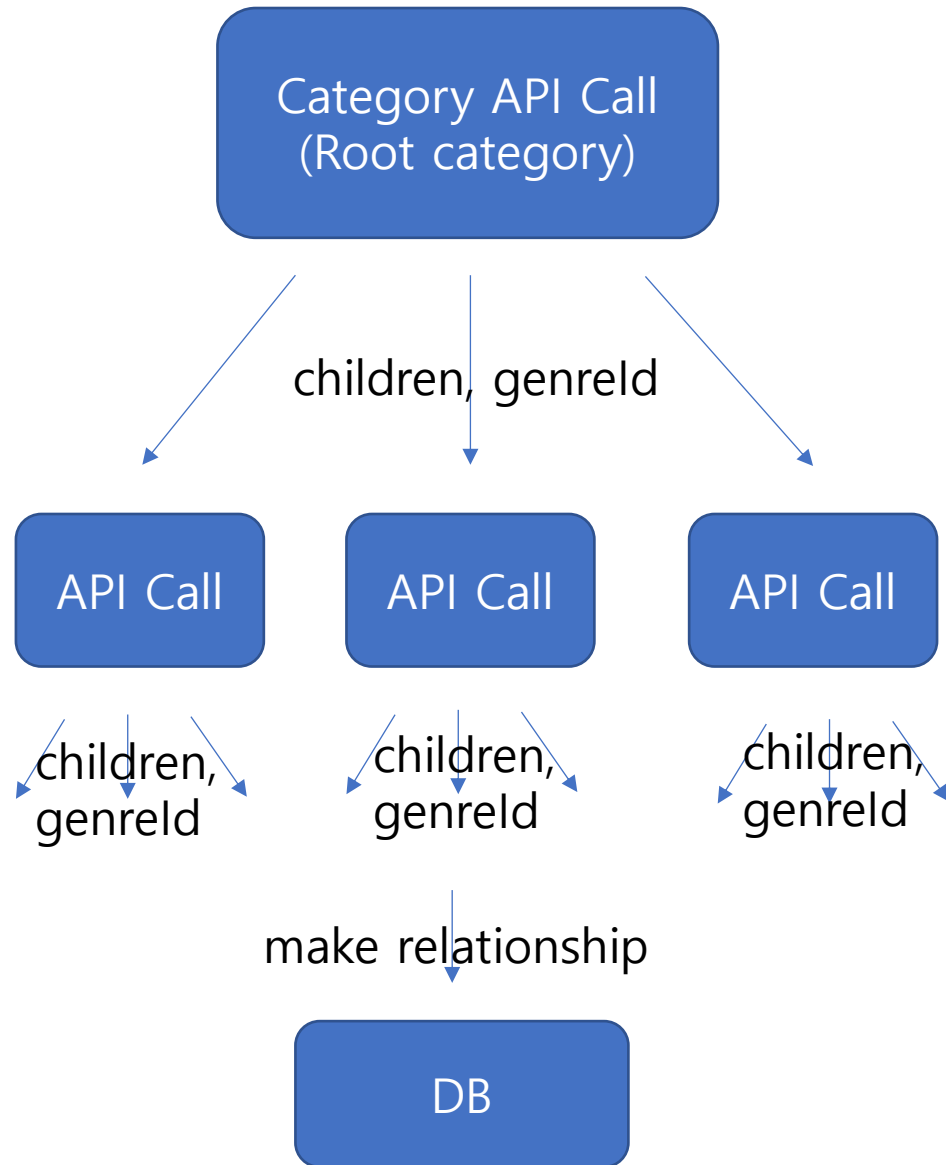 Category API Call
(Root category)
children, genreId
API Call
API Call
API Call
children,
genreId
children,
genreId
children,
genreId
make relationship
DB